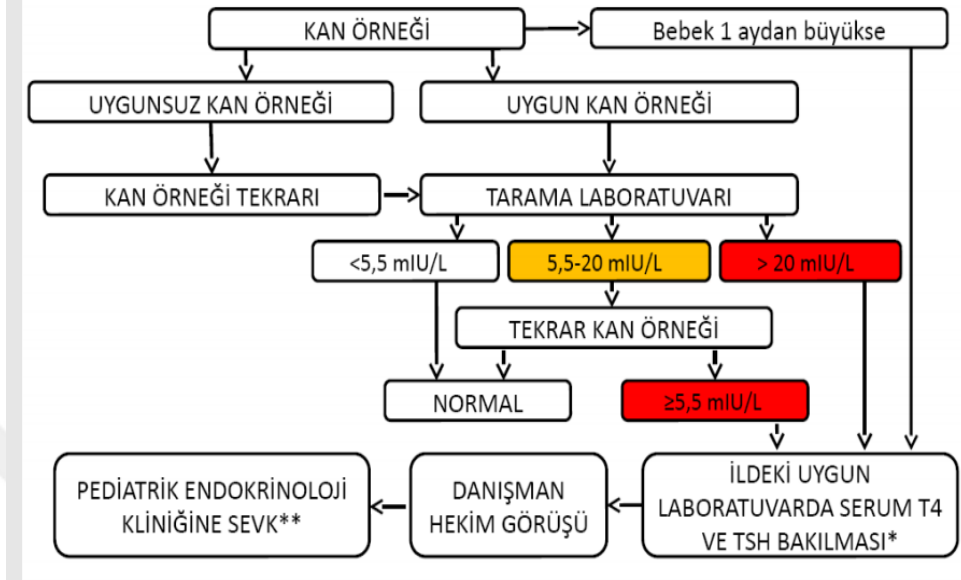 KAN ÖRNEĞİ
Bebek 1 aydan büyükse
UYGUNSUZ KAN ÖRNEĞİ
UYGUN KAN ÖRNEĞİ
KAN ÖRNEĞİ TEKRARI
TARAMA LABORATUVARI
<5,5 mIU/L
5,5-20 mIU/L
> 20 mIU/L
TEKRAR KAN ÖRNEĞİ
NORMAL
≥5,5 mIU/L
PEDİATRİK ENDOKRİNOLOJİ
KLİNİĞİNE SEVK**
DANIŞMAN
HEKİM GÖRÜŞÜ
İLDEKİ UYGUN
LABORATUVARDA SERUM T4
VE TSH BAKILMASI*